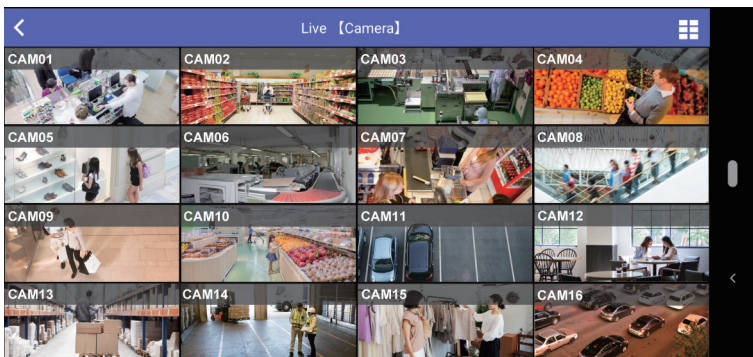 Live 【Camera】
CAM01 CAM02 CAM03 CAM04
CAM05 CAM06 CAM07 CAM08
CAM09 CAM10 CAM11 CAM12
CAM13 CAM14 CAM15 CAM16